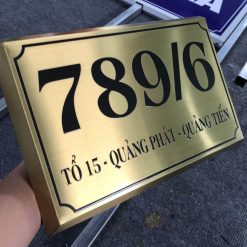 789/6
TỔ 15 - QUẢNG PHÁT - QUẢNG TIẾN